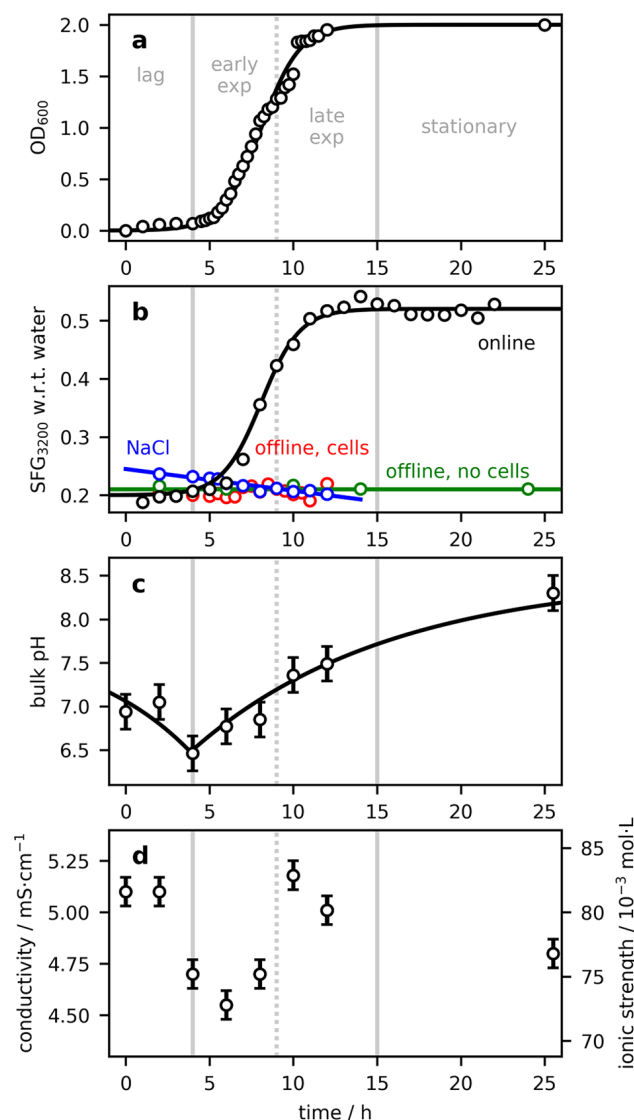 a
lag
early
exp
late
exp
stationary
OD600
2.0
1.5
1.0
0.5
0.0
0 5 10 15 20 25
b
online
NaCl
offline, cells
offline, no cells
SFG3200 w.r.t. water
0.5
0.4
0.3
0.2
0 5 10 15 20 25
c
bulk pH
8.5
8.0
7.5
7.0
6.5
0 5 10 15 20 25
d
conductivity / mS·cm−1
5.25
5.00
4.75
4.50
85
80
75
70
ionic strength / 10−3 mol·L
0 5 10 15 20 25
time / h